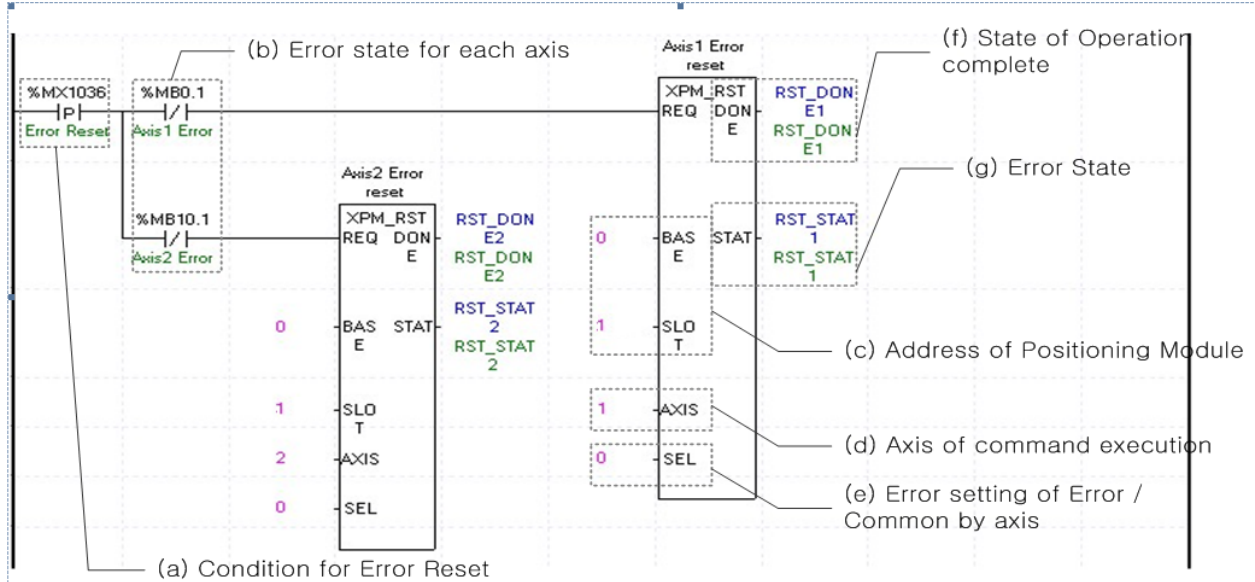 (b) Error state for each axis
Axis1 Error
reset
(f) State of Operation
complete
%MX1036
P
Error Reset
%MB0.1
Axis1 Error
XPM_RST
REQ DON
E
RST_DON
E1
RST_DON
E1
(g) Error State
Axis2 Error
reset
%MB10.1
Axis2 Error
XPM_RST
REQ DON
E
RST_DON
E2
RST_DON
E2
0
BAS STAT
E
RST_STAT
1
RST_STAT
1
0
BAS STAT
E
RST_STAT
2
RST_STAT
2
1
SLO
T
(c) Address of Positioning Module
1
SLO
T
1
AXIS
(d) Axis of command execution
2
AXIS
0
SEL
(e) Error setting of Error /
Common by axis
0
SEL
(a) Condition for Error Reset